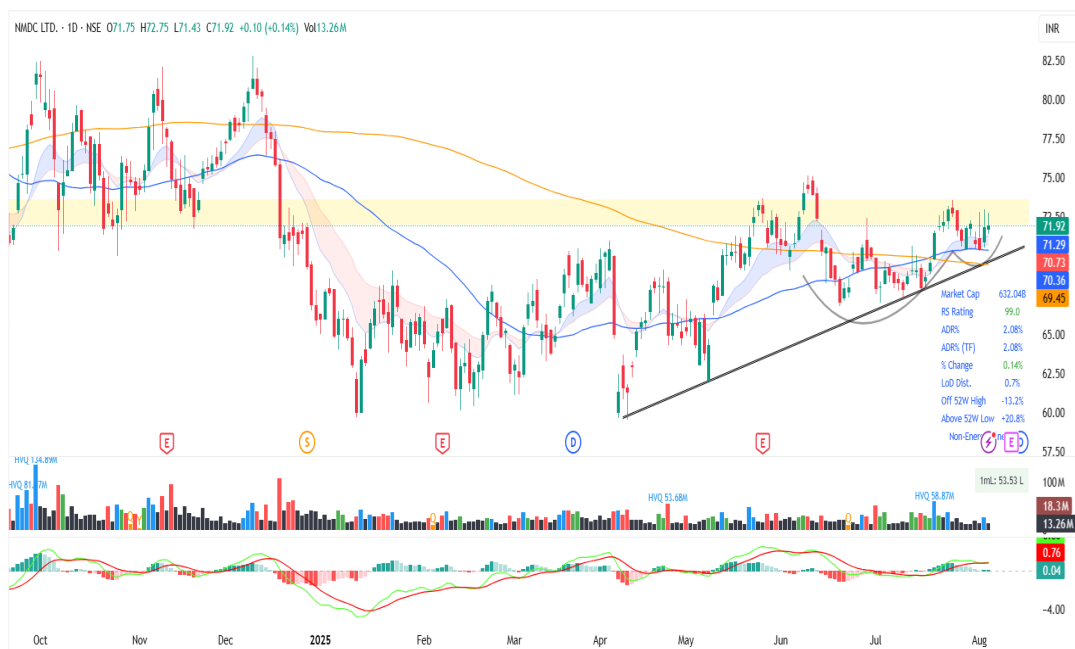 NMDC LTD. · 1D · NSE O71.75 H72.75 L71.43 C71.92 +0.10 (+0.14%) Vol13.26M
INR
82.50
80.00
77.50
75.00
72.50
71.92
71.29
70.73
70.36
69.45
65.00
62.50
60.00
57.50
Market Cap 632.04B
RS Rating 99.0
ADR% 2.08%
ADR% (TF) 2.08%
% Change 0.14%
LoD Dist. 0.7%
Off 52W High -13.2%
Above 52W Low +20.8%
E
S
E
D
E
E
D
HVQ 134.89M
HVQ 53.68M
HVQ 58.87M
1mL: 53.53 L
100M
18.3M
13.26M
0.76
0.04
−4.00
Oct Nov Dec 2025 Feb Mar Apr May Jun Jul Aug